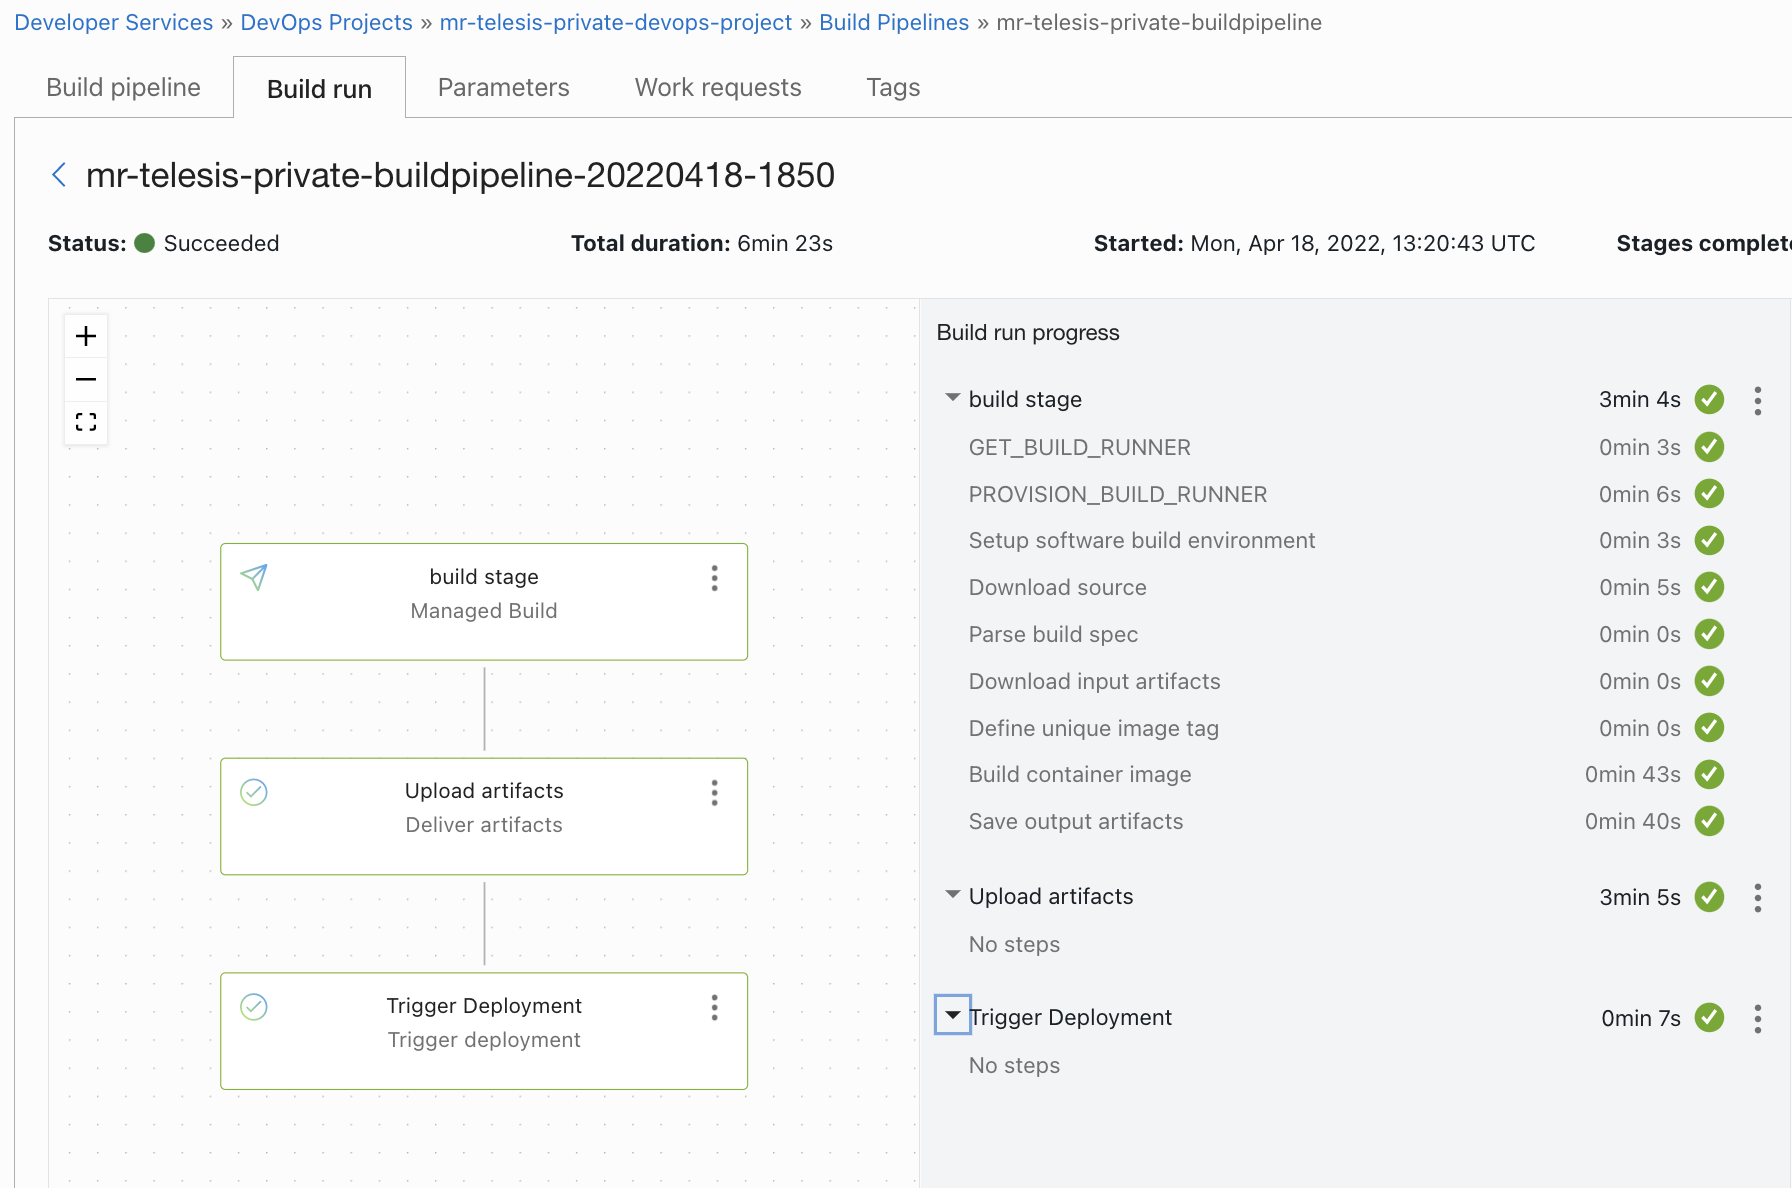 Developer Services » DevOps Projects » mr-telesis-private-devops-project » Build Pipelines » mr-telesis-private-buildpipeline
Build pipeline
Build run
Parameters
Work requests
Tags
mr-telesis-private-buildpipeline-20220418-1850
Status: Succeeded
Total duration: 6min 23s
Started: Mon, Apr 18, 2022, 13:20:43 UTC
Stages
build stage
Managed Build
Upload artifacts
Deliver artifacts
Trigger Deployment
Trigger deployment
Build run progress
build stage 3min 4s
GET_BUILD_RUNNER 0min 3s
PROVISION_BUILD_RUNNER 0min 6s
Setup software build environment 0min 3s
Download source 0min 5s
Parse build spec 0min 0s
Download input artifacts 0min 0s
Define unique image tag 0min 0s
Build container image 0min 43s
Save output artifacts 0min 40s
Upload artifacts 3min 5s
No steps
Trigger Deployment 0min 7s
No steps